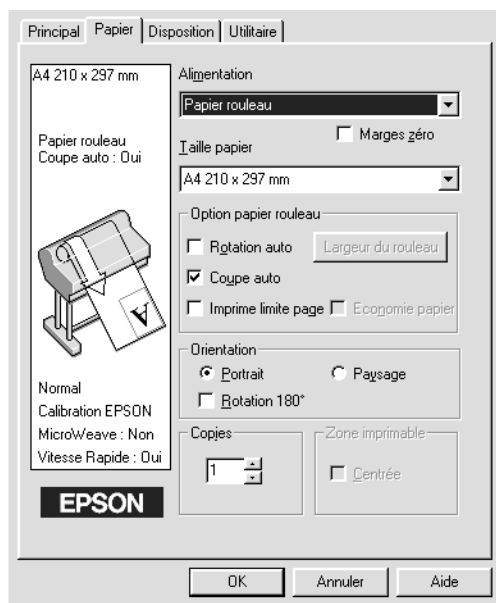 Principal Papier Disposition Utilitaire
A4 210 x 297 mm
Papier rouleau
Coupe auto : Oui
A
Normal
Calibration EPSON
MicroWeave : Non
Vitesse Rapide : Oui
EPSON
Alimentation
Papier rouleau
Marges zéro
Taille papier
A4 210 x 297 mm
Option papier rouleau
Rotation auto Largeur du rouleau
Coupe auto
Imprime limite page Economie papier
Orientation
Portrait Paysage
Rotation 180°
Copies
1
Zone imprimable
Centrée
OK Annuler Aide